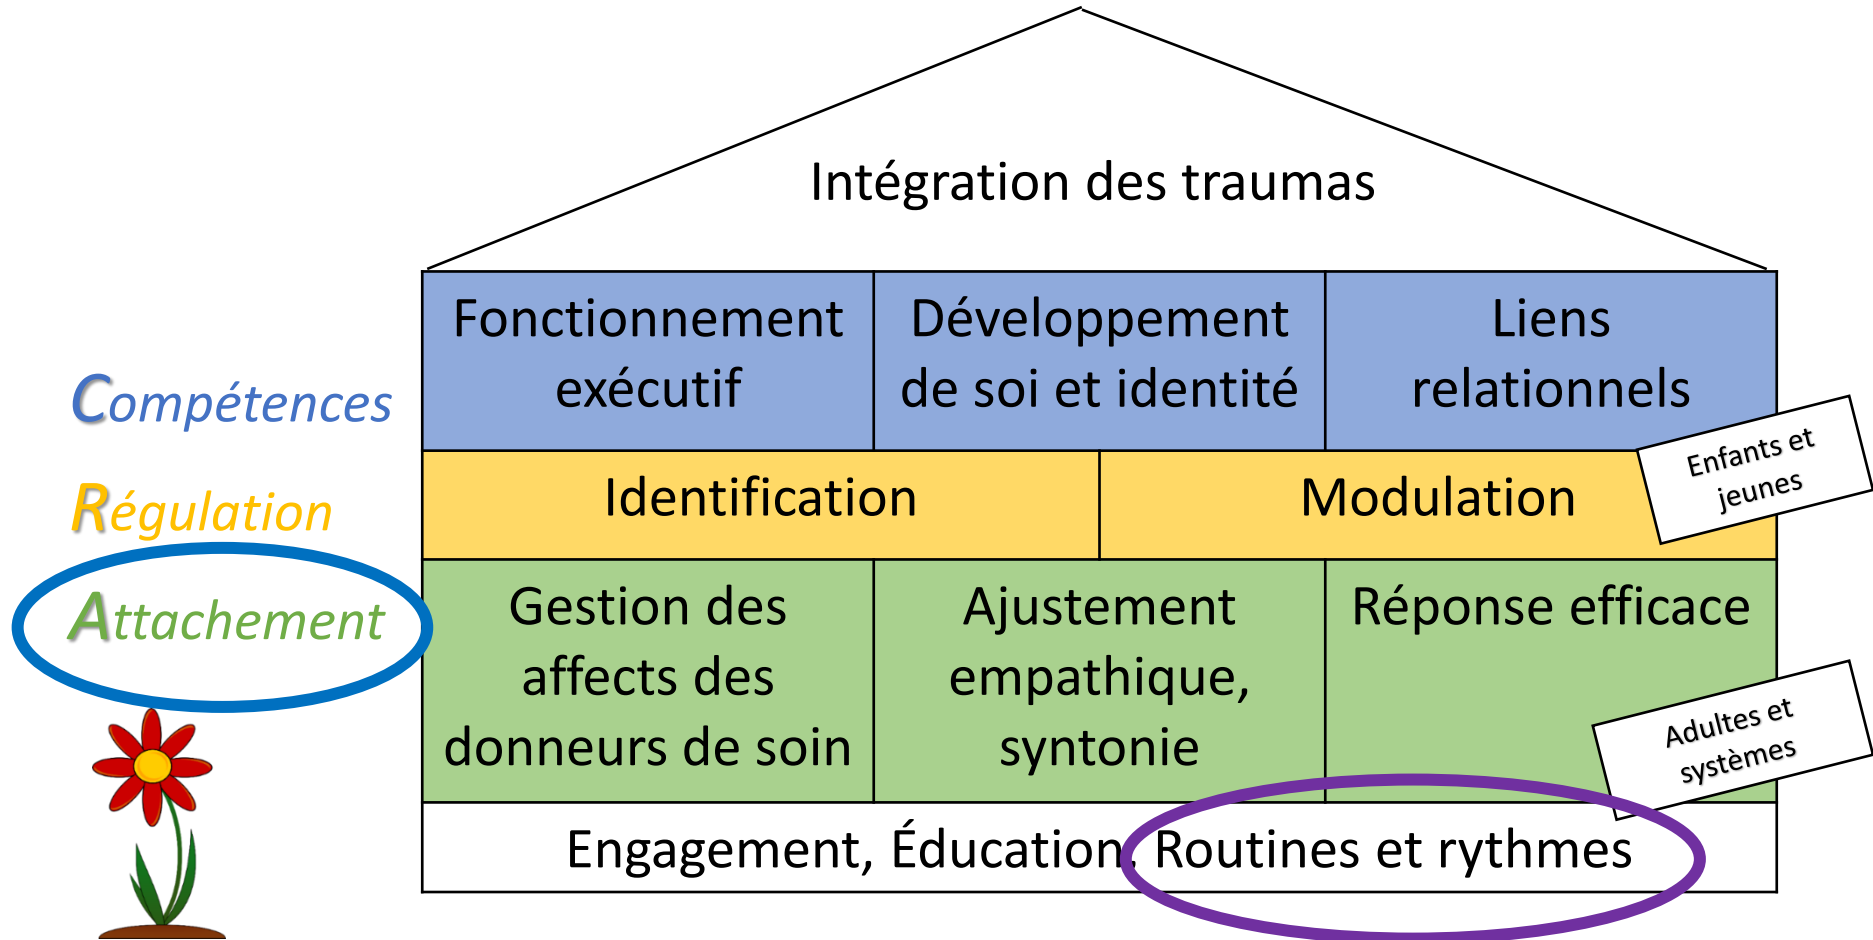 Intégration des traumas
Fonctionnement
exécutif
Développement
de soi et identité
Liens
relationnels
Compétences
Enfants et
jeunes
Régulation
Identification
Modulation
Attachement
Gestion des
affects des
donneurs de soin
Ajustement
empathique,
syntonie
Réponse efficace
Adultes et
systèmes
Engagement, Éducation, Routines et rythmes